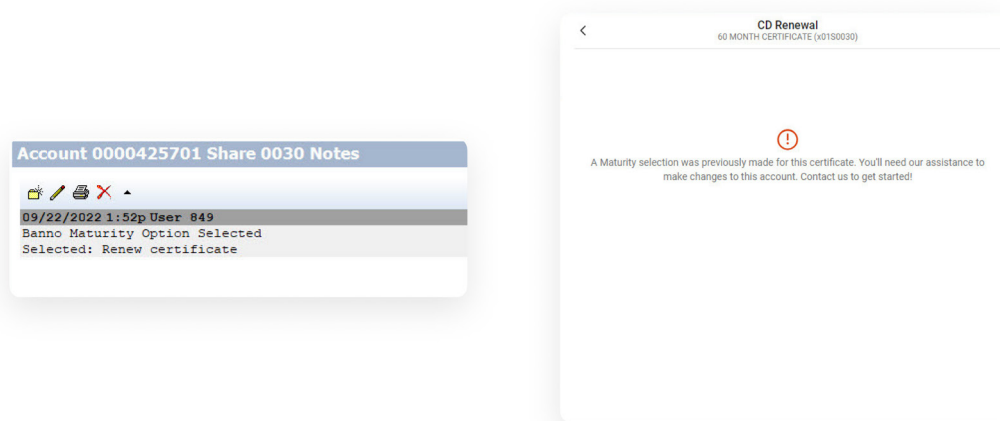 Account 0000425701 Share 0030 Notes
09/22/2022 1:52p User 849
Banno Maturity Option Selected
Selected: Renew certificate
CD Renewal
60 MONTH CERTIFICATE (x01S0030)
A Maturity selection was previously made for this certificate. You'll need our assistance to
make changes to this account. Contact us to get started!